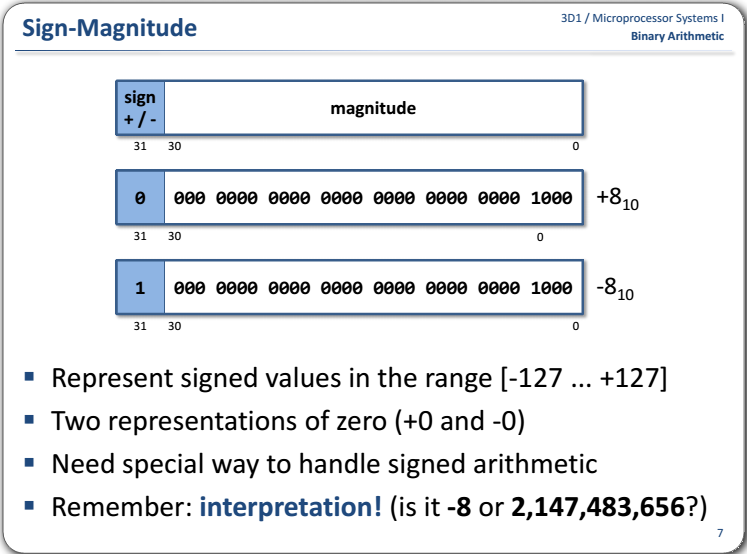 Sign-Magnitude
3D1 / Microprocessor Systems I
Binary Arithmetic
sign
+ / -
magnitude
31 30 0
0 000 0000 0000 0000 0000 0000 0000 1000 +8₁₀
31 30 0
1 000 0000 0000 0000 0000 0000 0000 1000 -8₁₀
31 30 0
▪ Represent signed values in the range [-127 ... +127]
▪ Two representations of zero (+0 and -0)
▪ Need special way to handle signed arithmetic
▪ Remember: interpretation! (is it -8 or 2,147,483,656?)
7